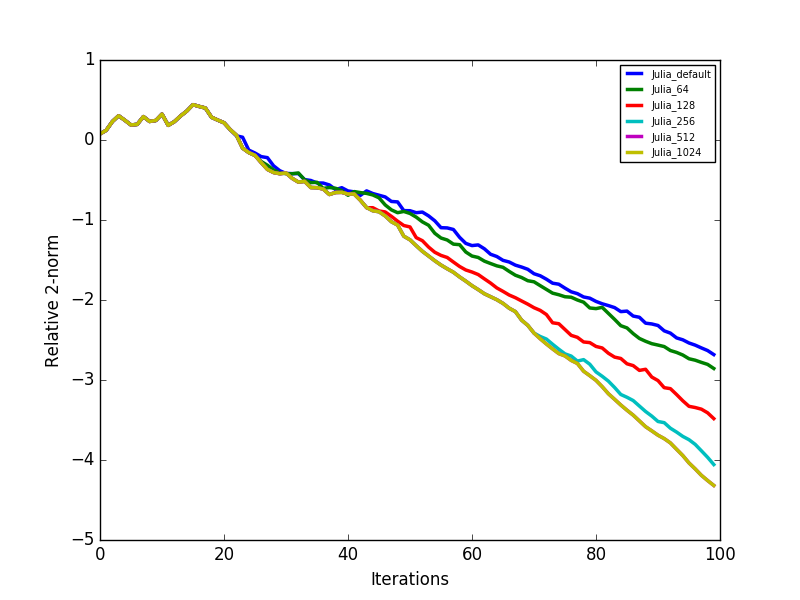 1
0
−1
−2
−3
−4
−5
0 20 40 60 80 100
Relative 2-norm
Iterations
Julia_default
Julia_64
Julia_128
Julia_256
Julia_512
Julia_1024